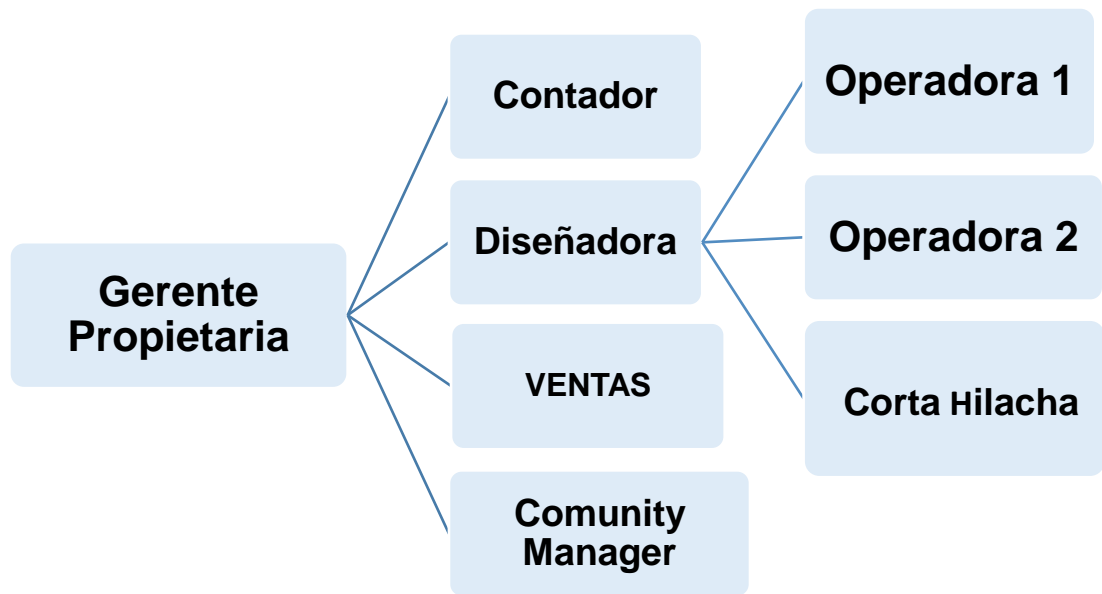 Gerente
Propietaria
Contador
Diseñadora
VENTAS
Comunity
Manager
Operadora 1
Operadora 2
Corta Hilacha